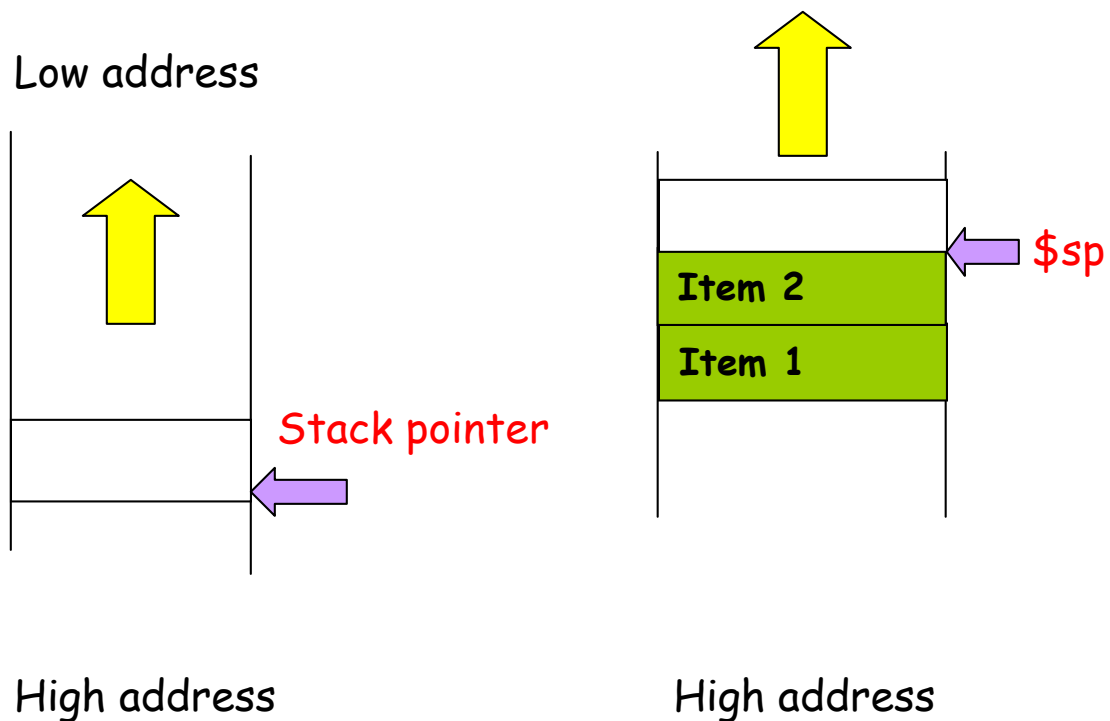 Low address
Stack pointer
High address
$sp
Item 2
Item 1
High address